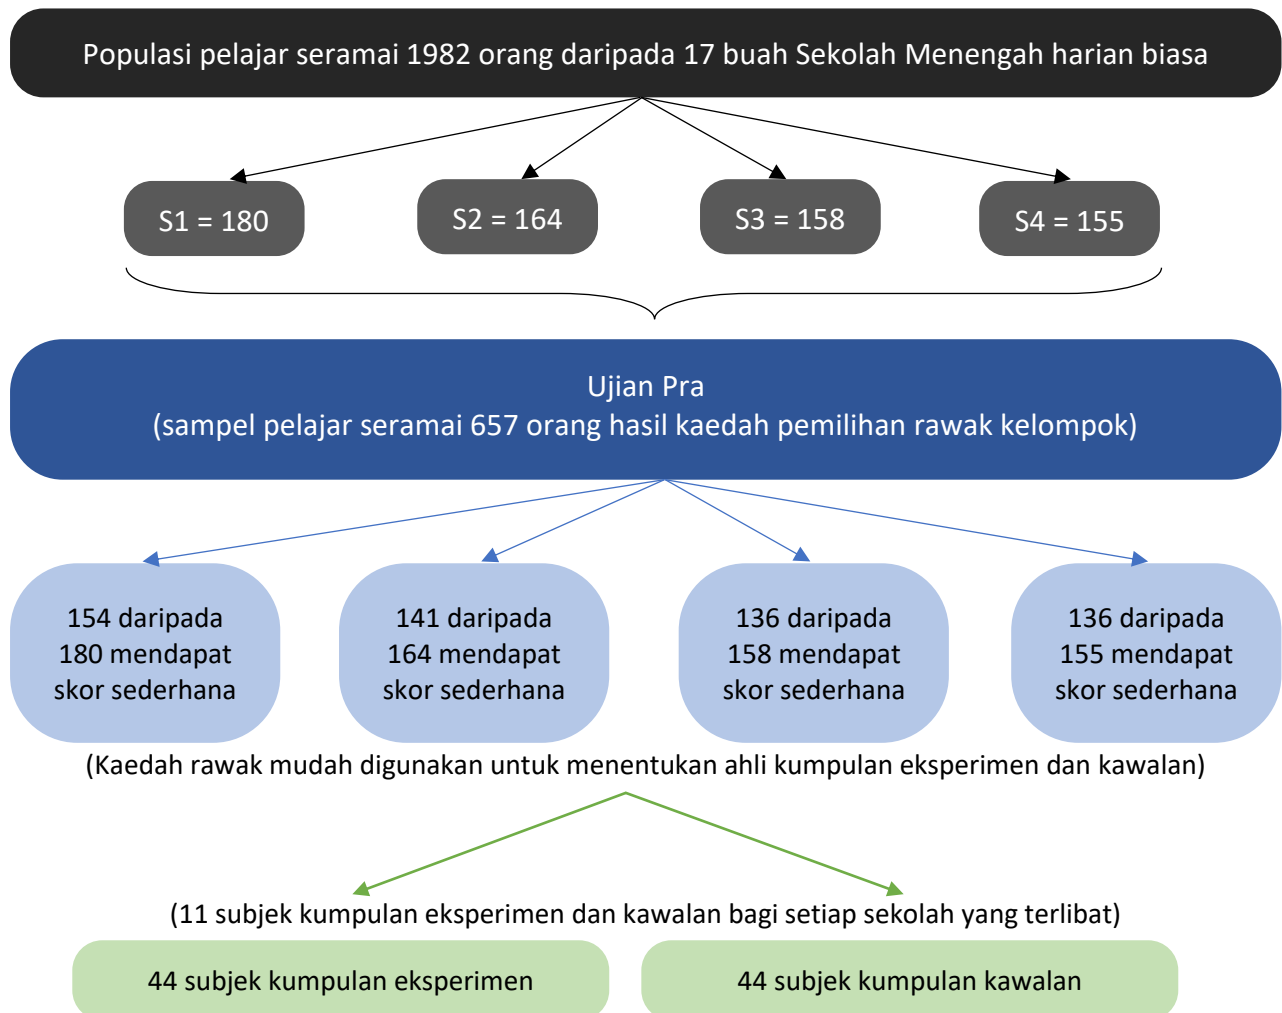 Populasi pelajar seramai 1982 orang daripada 17 buah Sekolah Menengah harian biasa
S1 = 180
S2 = 164
S3 = 158
S4 = 155
Ujian Pra
(sampel pelajar seramai 657 orang hasil kaedah pemilihan rawak kelompok)
154 daripada
180 mendapat
skor sederhana
141 daripada
164 mendapat
skor sederhana
136 daripada
158 mendapat
skor sederhana
136 daripada
155 mendapat
skor sederhana
(Kaedah rawak mudah digunakan untuk menentukan ahli kumpulan eksperimen dan kawalan)
(11 subjek kumpulan eksperimen dan kawalan bagi setiap sekolah yang terlibat)
44 subjek kumpulan eksperimen
44 subjek kumpulan kawalan